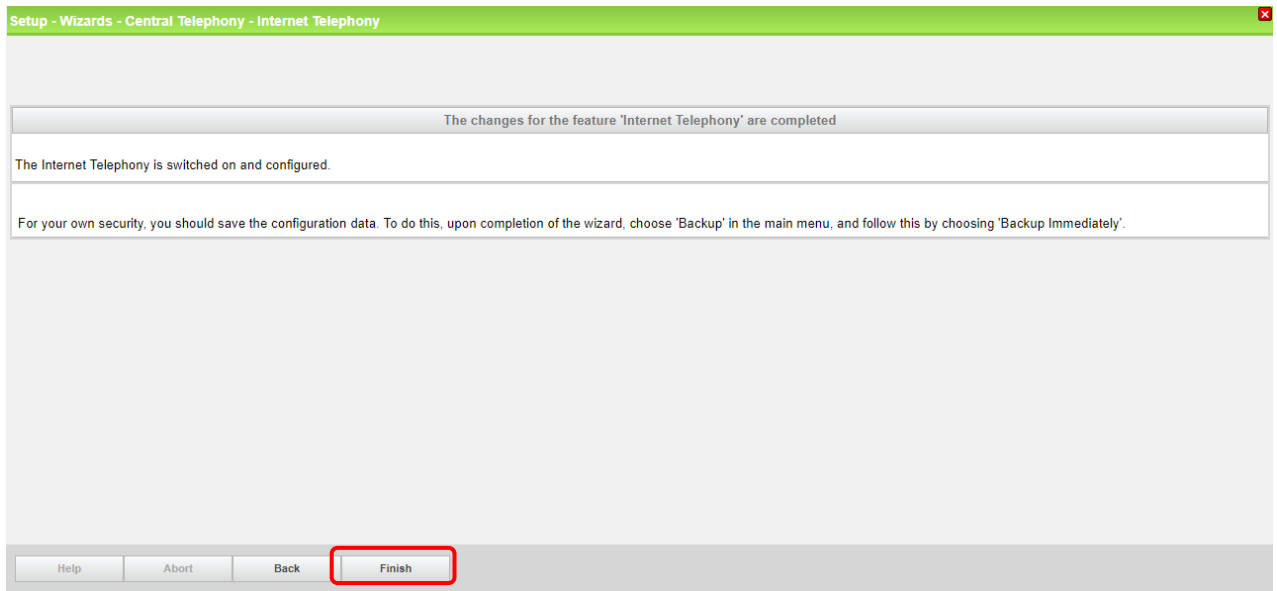 Setup - Wizards - Central Telephony - Internet Telephony
The changes for the feature 'Internet Telephony' are completed
The Internet Telephony is switched on and configured.
For your own security, you should save the configuration data. To do this, upon completion of the wizard, choose 'Backup' in the main menu, and follow this by choosing 'Backup Immediately'.
Help Abort Back Finish